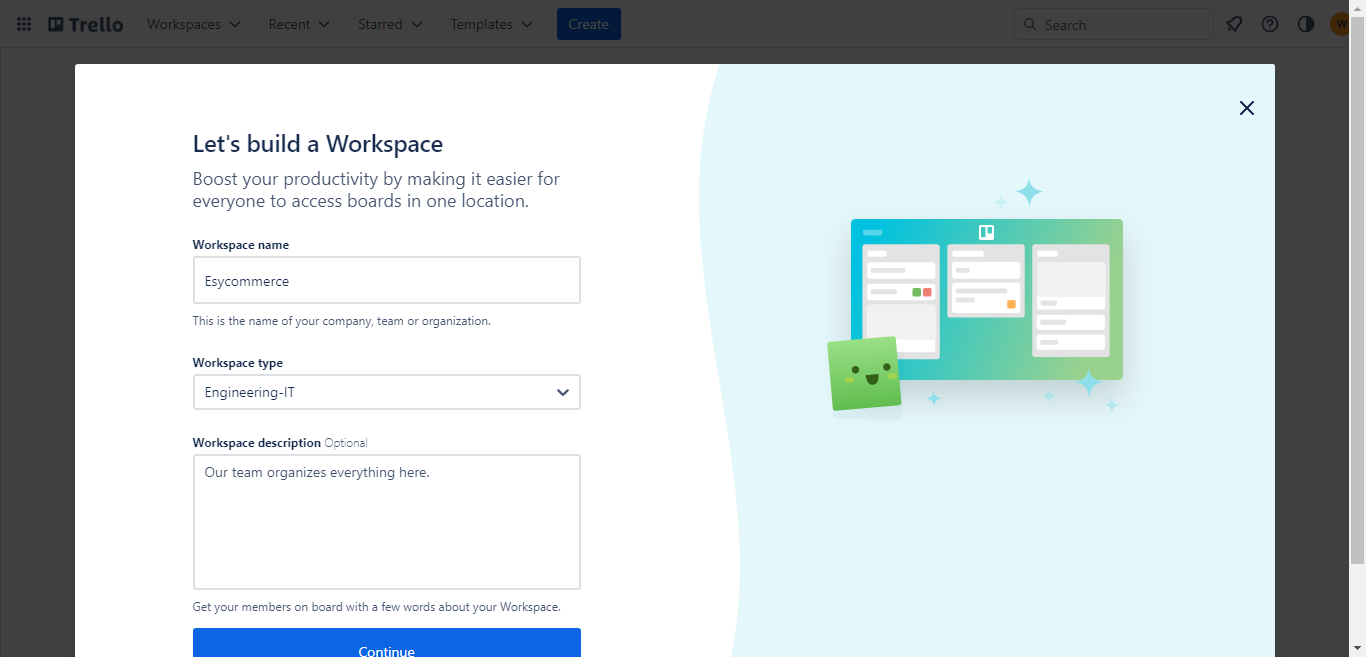 Trello Workspaces Recent Starred Templates Create Search W
Let's build a Workspace
Boost your productivity by making it easier for
everyone to access boards in one location.
Workspace name
Esycommerce
This is the name of your company, team or organization.
Workspace type
Engineering-IT
Workspace description Optional
Our team organizes everything here.
Get your members on board with a few words about your Workspace.
Continue